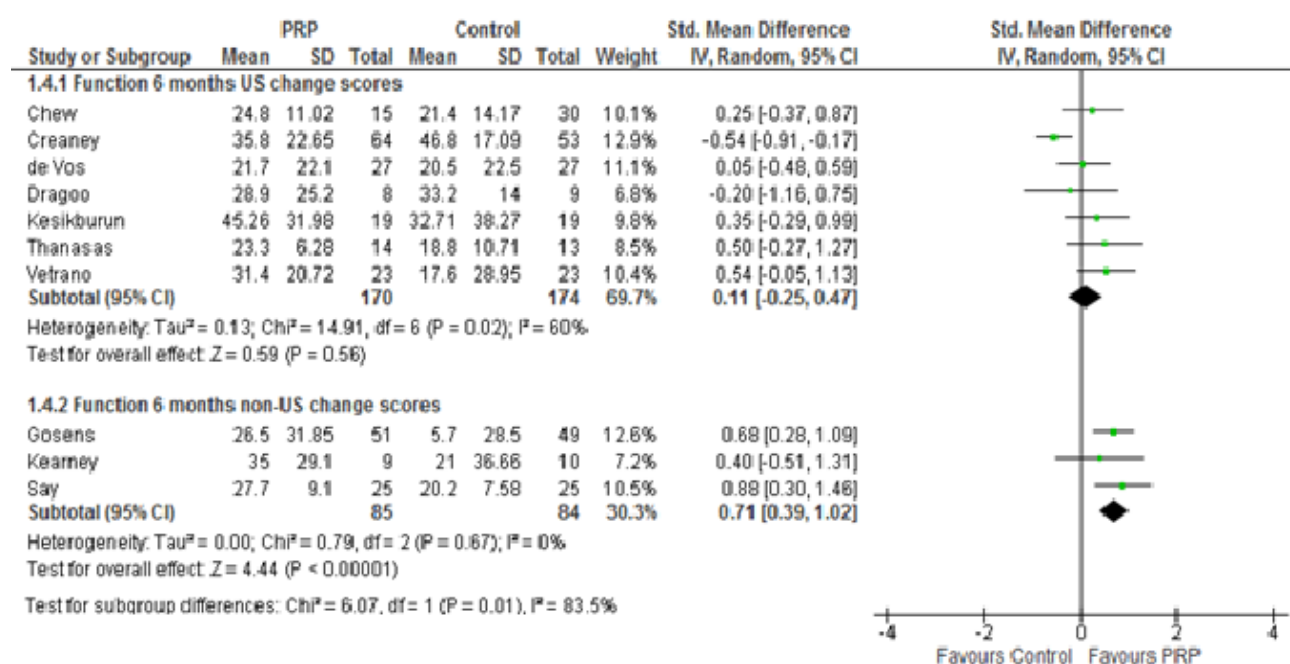 PRP Control Std. Mean Difference Std. Mean Difference
Study or Subgroup Mean SD Total Mean SD Total Weight IV, Random, 95% CI IV, Random, 95% CI
1.4.1 Function 6 months US change scores
Chew 24.8 11.02 15 21.4 14.17 30 10.1% 0.25 [-0.37, 0.87]
Creaney 35.8 22.65 64 46.8 17.09 53 12.9% -0.54 [-0.91, -0.17]
de Vos 21.7 22.1 27 20.5 22.5 27 11.1% 0.05 [-0.48, 0.59]
Dragoo 28.9 25.2 8 33.2 14 9 6.8% -0.20 [-1.16, 0.75]
Kesikburun 45.26 31.98 19 32.71 38.27 19 9.8% 0.35 [-0.29, 0.99]
Thanasas 23.3 6.28 14 18.8 10.71 13 8.5% 0.50 [-0.27, 1.27]
Vetrano 31.4 20.72 23 17.6 28.95 23 10.4% 0.54 [-0.05, 1.13]
Subtotal (95% CI) 170 174 69.7% 0.11 [-0.25, 0.47]
Heterogeneity: Tau² = 0.13; Chi² = 14.91, df = 6 (P = 0.02); I² = 60%
Test for overall effect: Z = 0.59 (P = 0.56)
1.4.2 Function 6 months non-US change scores
Gosens 26.5 31.85 51 5.7 28.5 49 12.6% 0.68 [0.28, 1.09]
Kearney 35 29.1 9 21 36.66 10 7.2% 0.40 [-0.51, 1.31]
Say 27.7 9.1 25 20.2 7.58 25 10.5% 0.88 [0.30, 1.46]
Subtotal (95% CI) 85 84 30.3% 0.71 [0.39, 1.02]
Heterogeneity: Tau² = 0.00; Chi² = 0.79, df = 2 (P = 0.67); I² = 0%
Test for overall effect: Z = 4.44 (P < 0.00001)
Test for subgroup differences: Chi² = 6.07, df = 1 (P = 0.01), I² = 83.5%
-4 -2 0 2 4
Favours Control Favours PRP